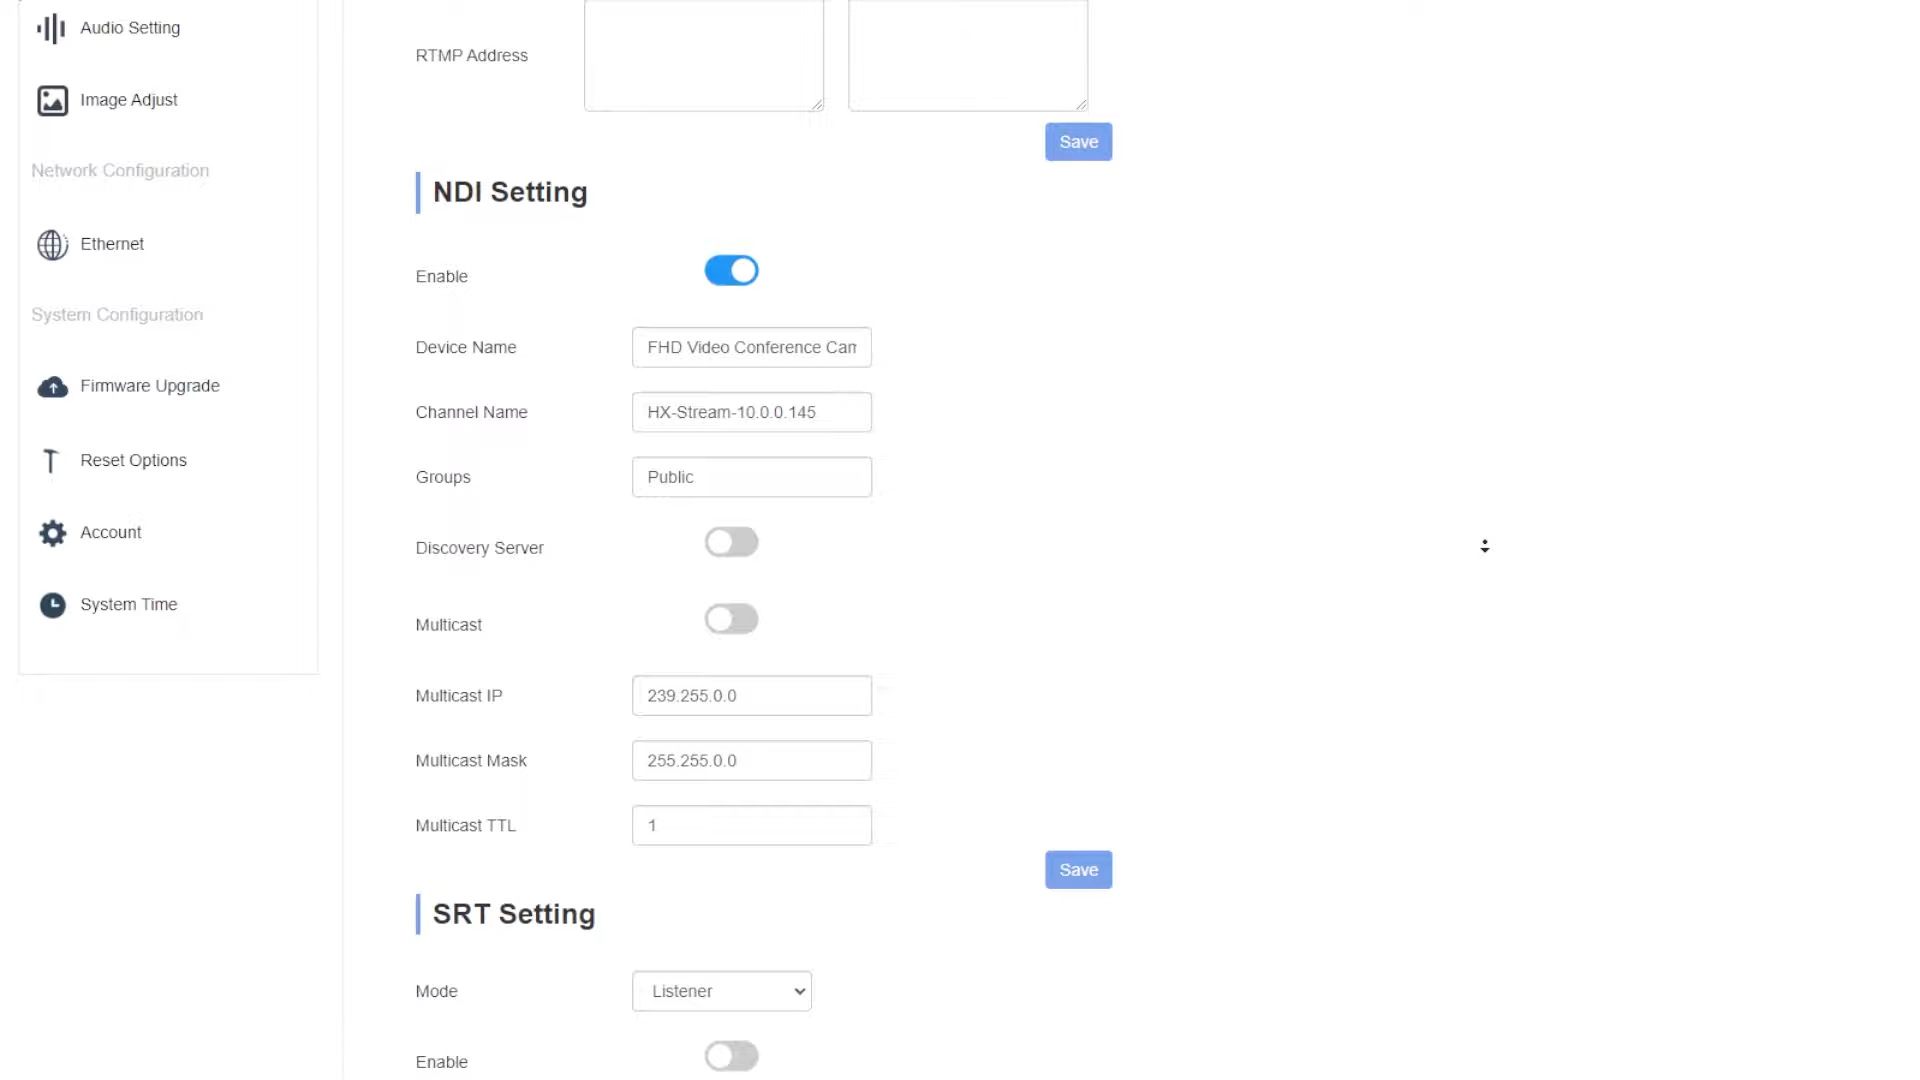 Audio Setting
Image Adjust
Network Configuration
Ethernet
System Configuration
Firmware Upgrade
Reset Options
Account
System Time
RTMP Address
Save
NDI Setting
Enable
Device Name FHD Video Conference Cam
Channel Name HX-Stream-10.0.0.145
Groups Public
Discovery Server
Multicast
Multicast IP 239.255.0.0
Multicast Mask 255.255.0.0
Multicast TTL 1
Save
SRT Setting
Mode Listener
Enable